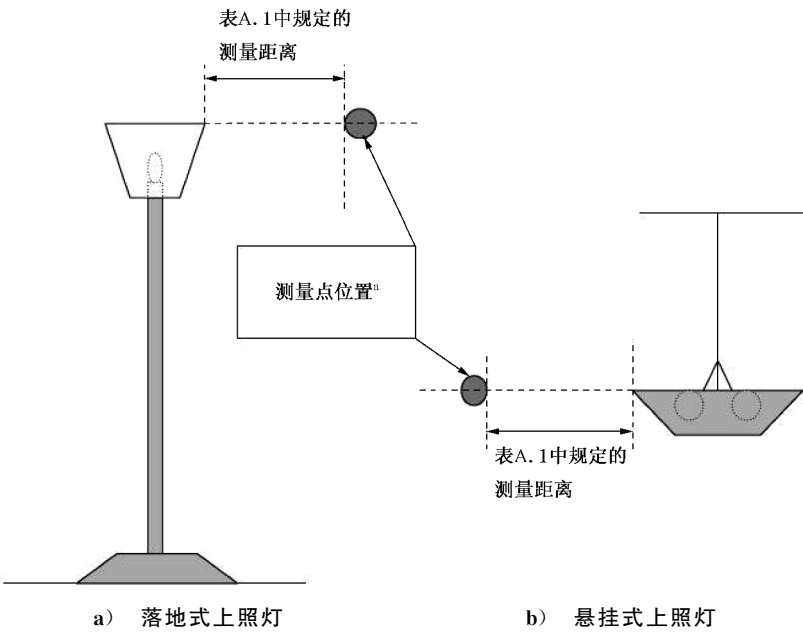 表A.1中规定的
测量距离
测量点位置ᵃ
表A.1中规定的
测量距离
a） 落地式上照灯
b） 悬挂式上照灯